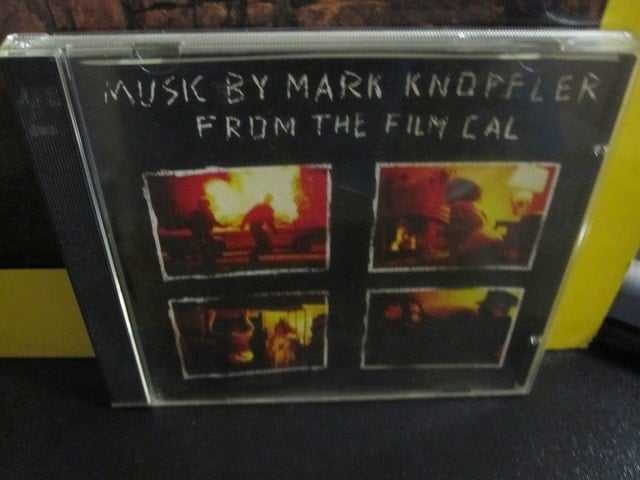 MUSIC BY MARK KNOPFLER
FROM THE FILM CAL